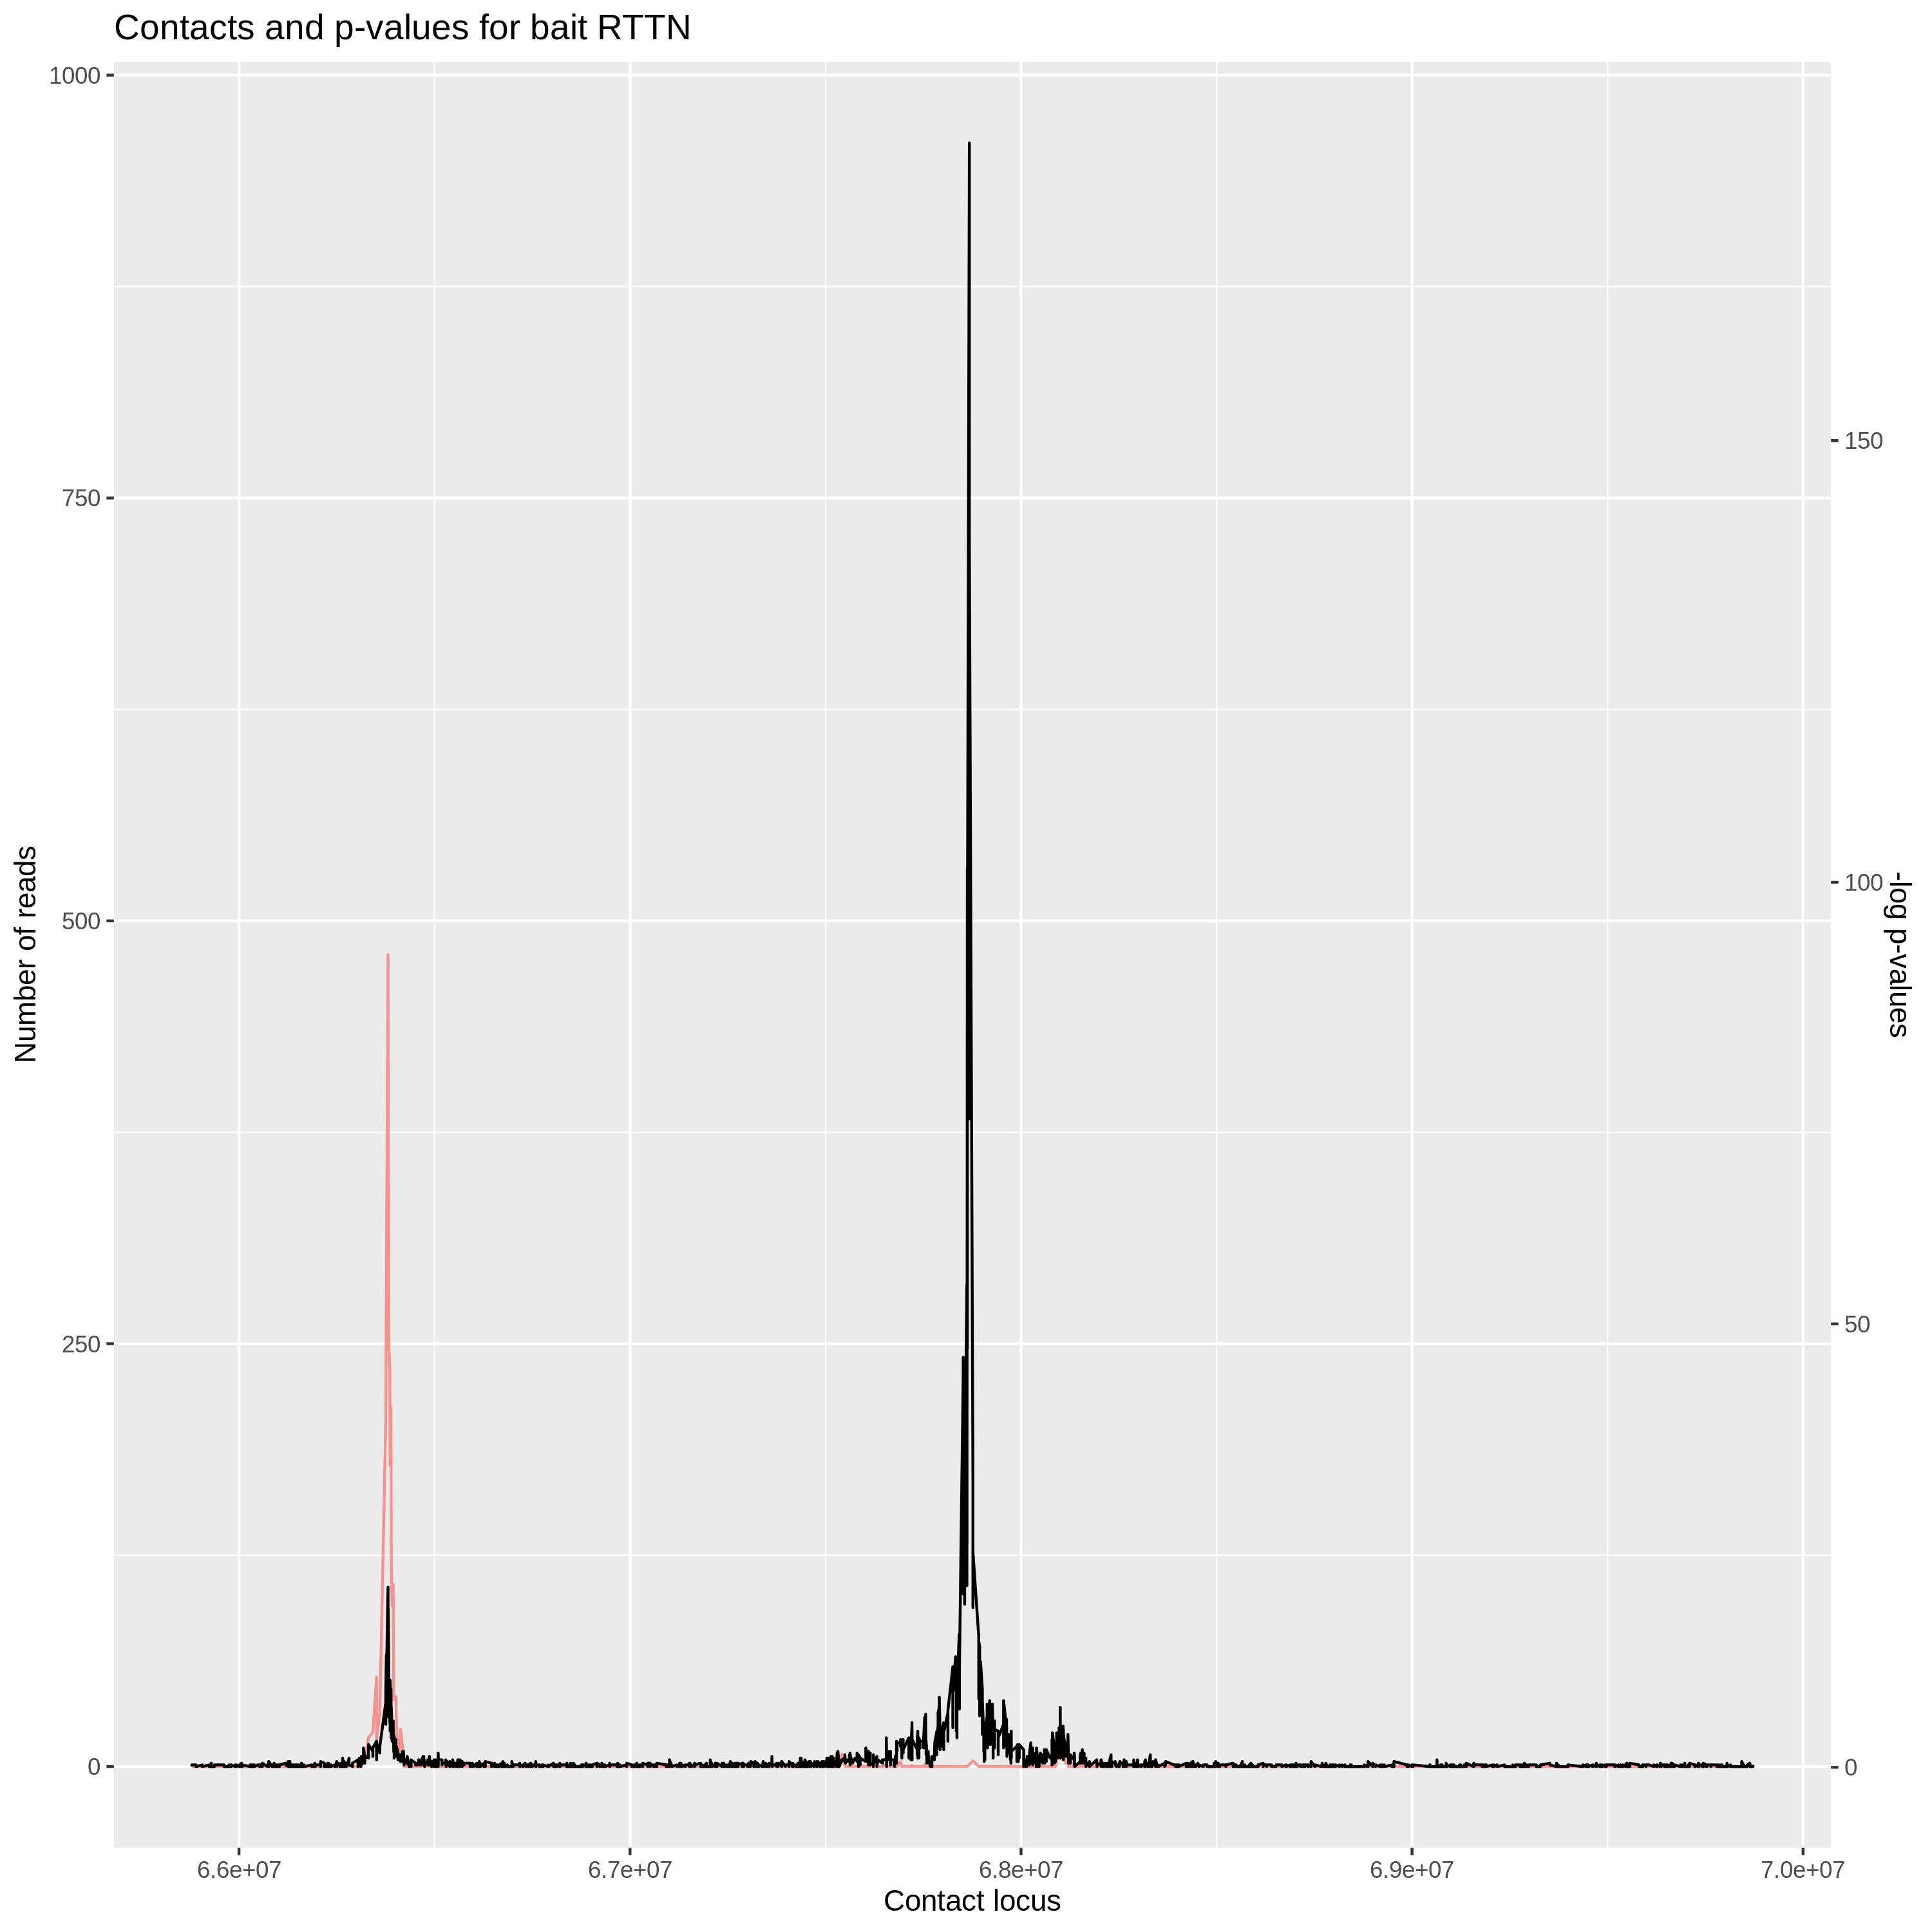 Contacts and p-values for bait RTTN
1000
750
500
250
0
Number of reads
150
100
50
0
-log p-values
6.6e+07 6.7e+07 6.8e+07 6.9e+07 7.0e+07
Contact locus